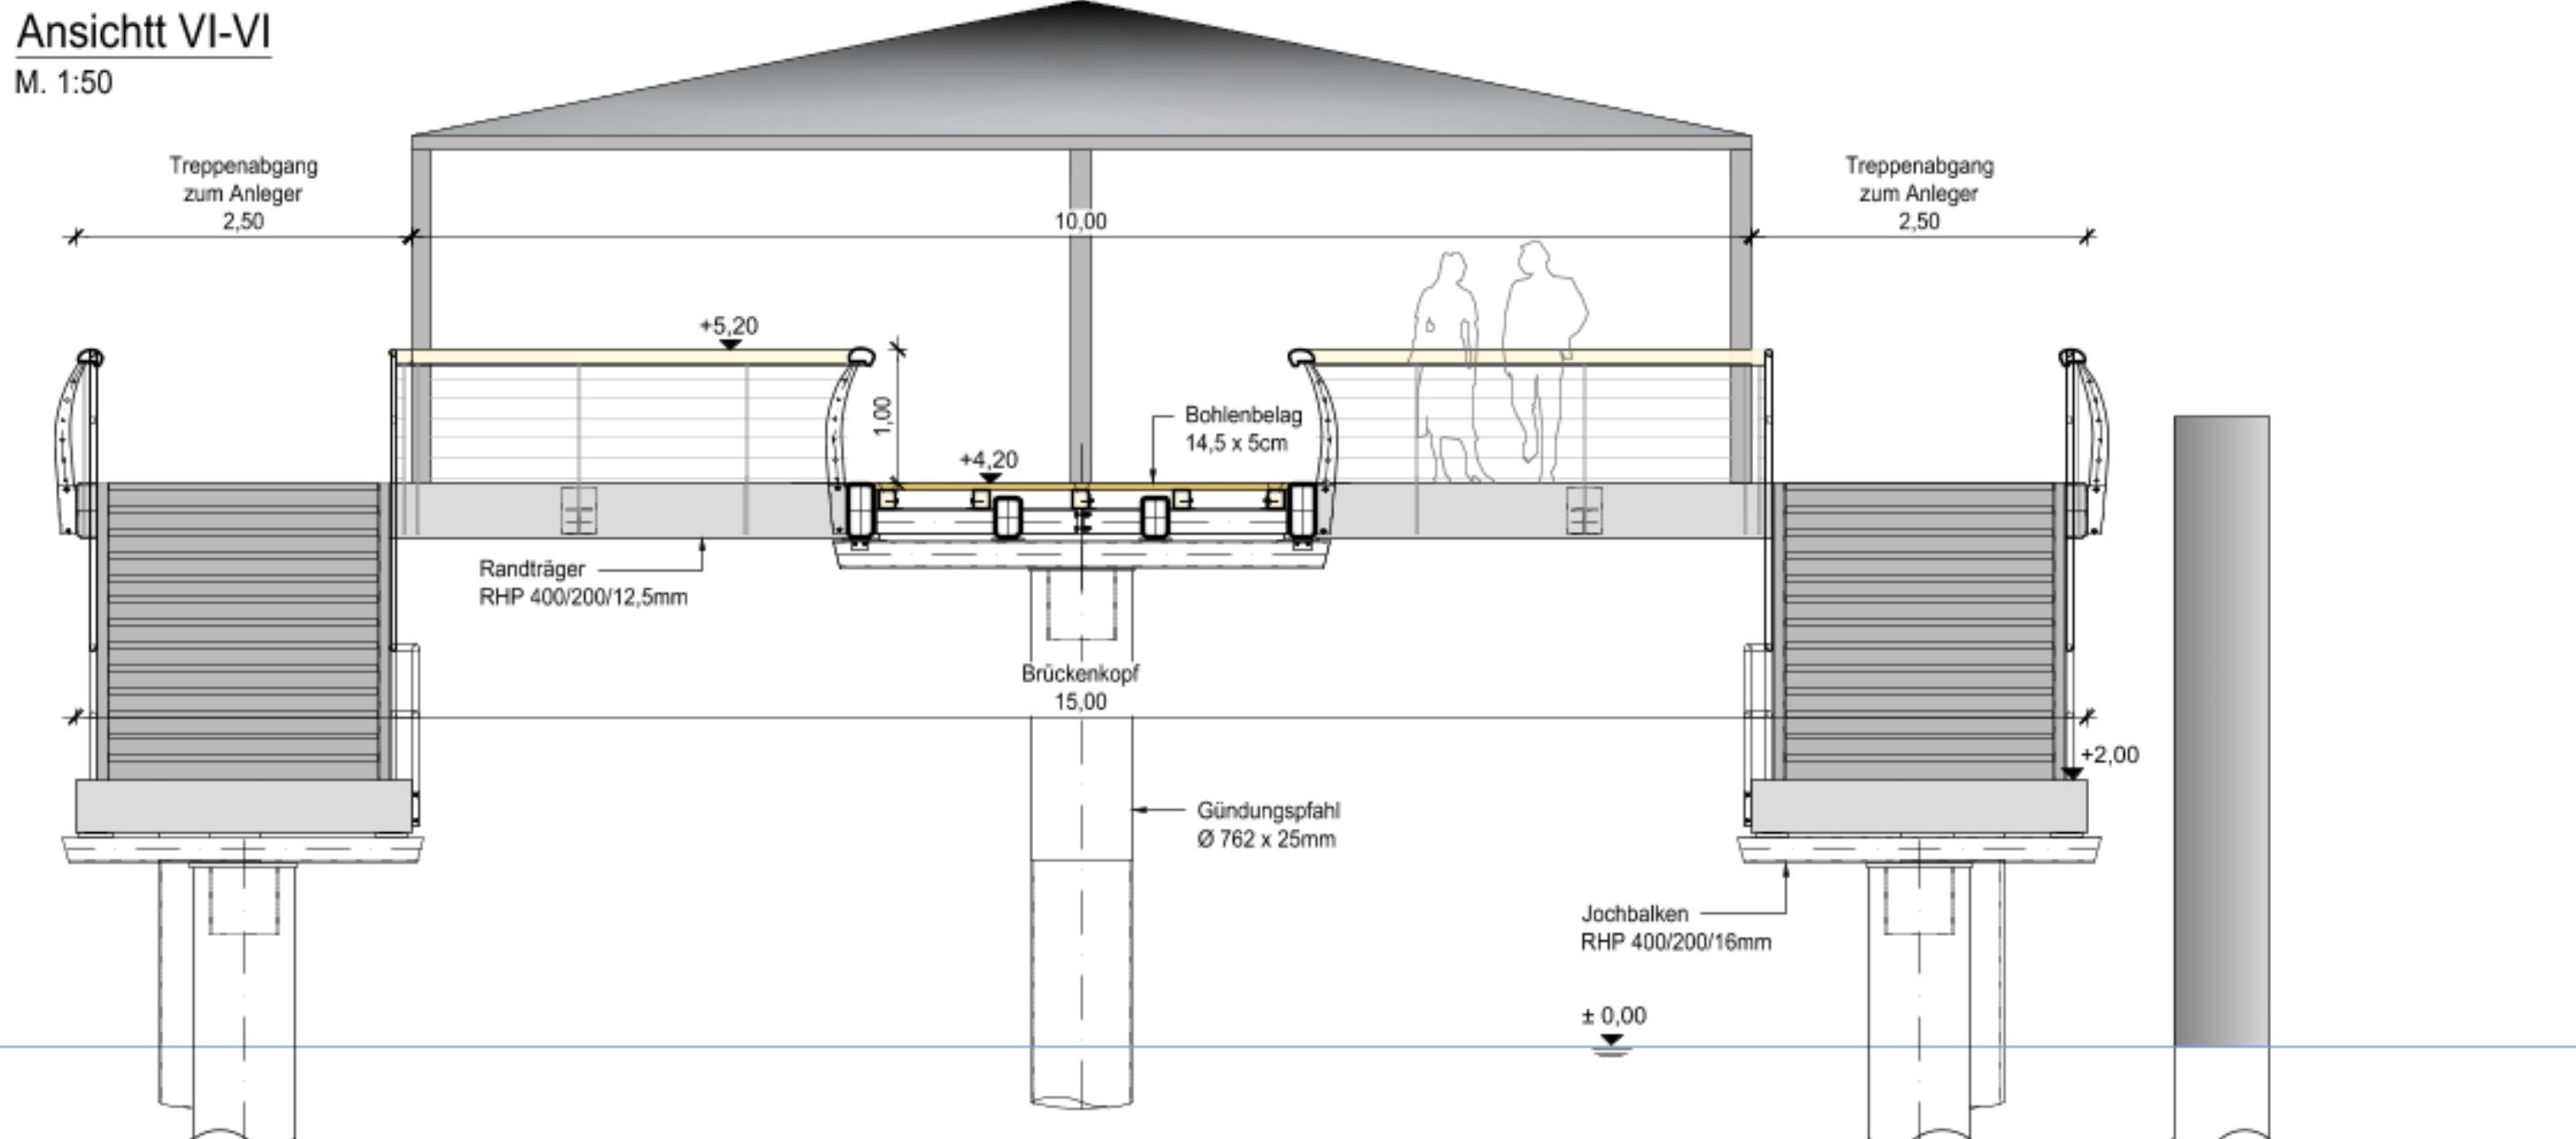 Ansichtt VI-VI
M. 1:50
Treppenabgang
zum Anleger
2,50
10,00
Treppenabgang
zum Anleger
2,50
+5,20
1,00
+4,20
Bohlenbelag
14,5 x 5cm
Randträger
RHP 400/200/12,5mm
Brückenkopf
15,00
+2,00
Gündungspfahl
Ø 762 x 25mm
Jochbalken
RHP 400/200/16mm
± 0,00